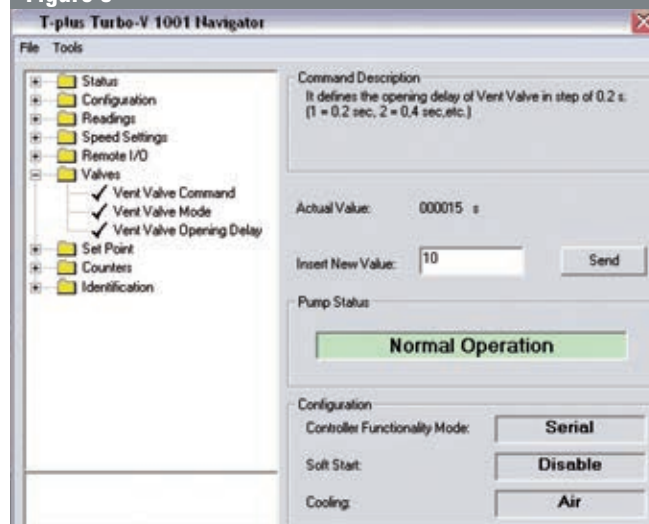 T-plus Turbo-V 1001 Navigator
File Tools
Status
Configuration
Readings
Speed Settings
Remote I/O
Valves
Vent Valve Command
Vent Valve Mode
Vent Valve Opening Delay
Set Point
Counters
Identification
Command Description
It defines the opening delay of Vent Valve in step of 0.2 s.
(1 = 0.2 sec, 2 = 0,4 sec,etc.)
Actual Value: 000015 s
Insert New Value: 10 Send
Pump Status
Normal Operation
Configuration
Controller Functionality Mode: Serial
Soft Start: Disable
Cooling: Air